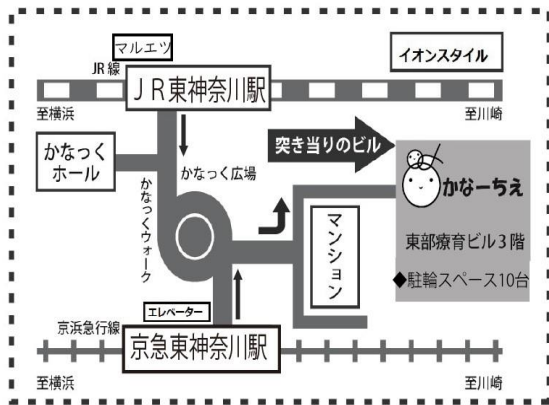 マルエツ
イオンスタイル
JR線
JR東神奈川駅
至横浜
至川崎
突き当りのビル
かなっく
ホール
かなっく広場
かなっくウォーク
かなーちえ
マンション
東部療育ビル3階
◆駐輪スペース10台
エレベーター
京浜急行線
京急東神奈川駅
至横浜
至川崎